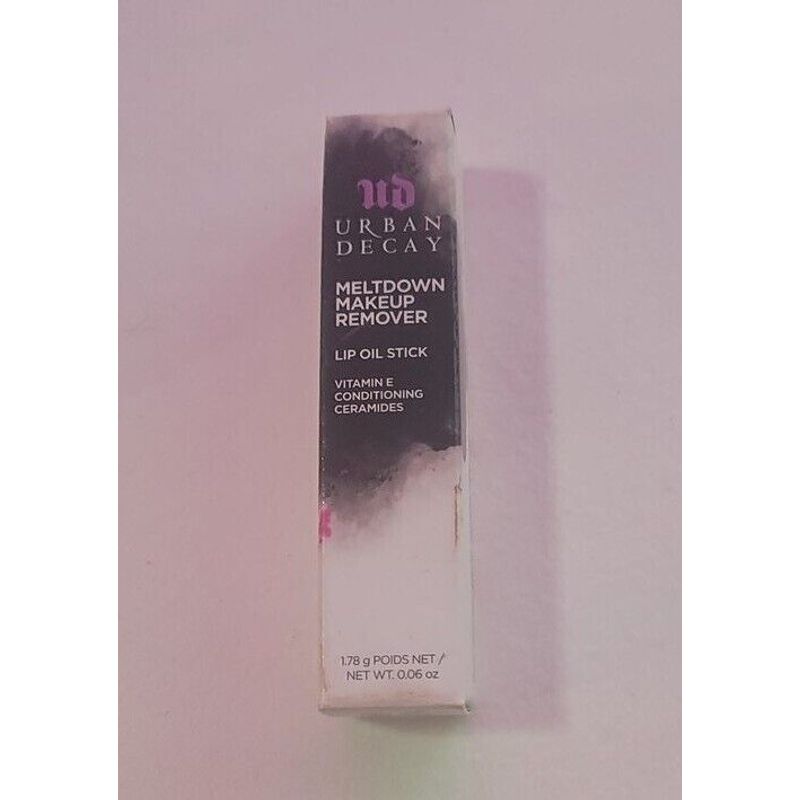 ud
URBAN
DECAY
MELTDOWN
MAKEUP
REMOVER
LIP OIL STICK
VITAMIN E
CONDITIONING
CERAMIDES
1.78 g POIDS NET /
NET WT. 0.06 oz